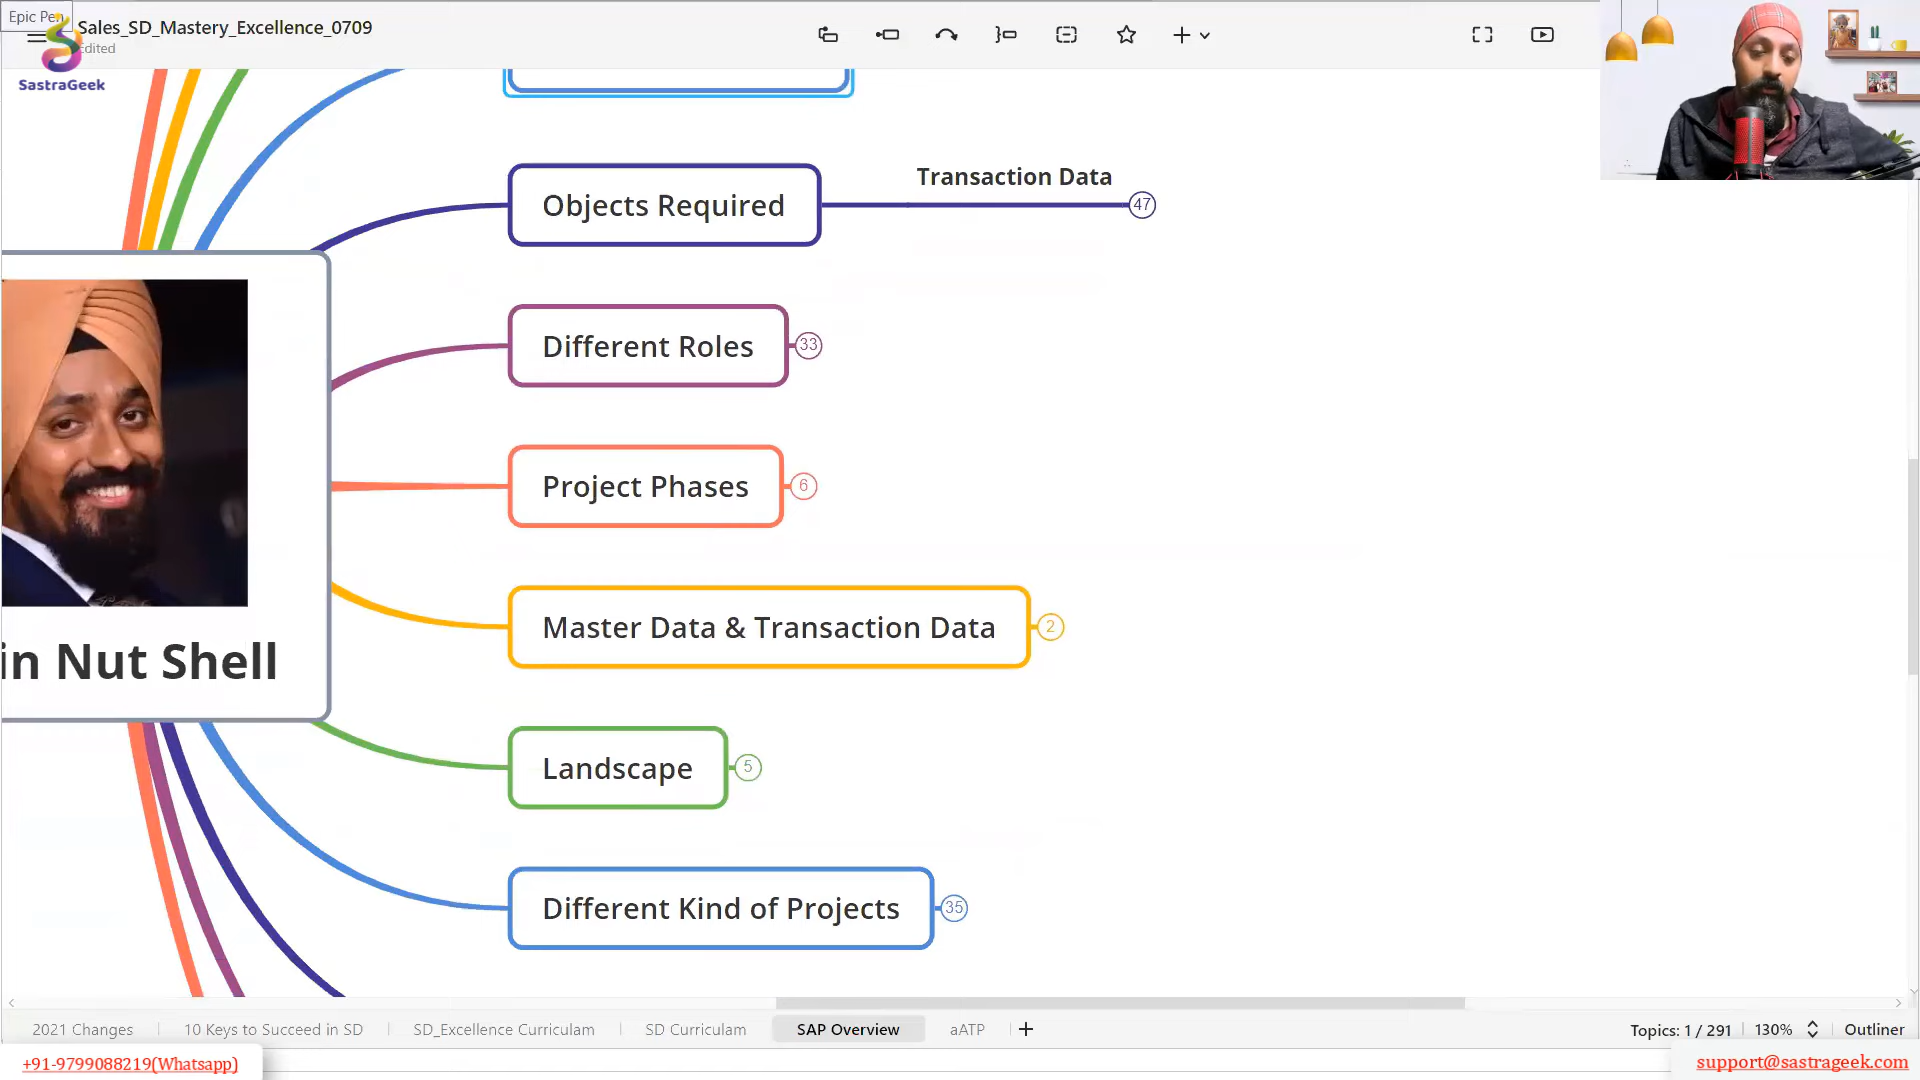 Epic Pen
Sales_SD_Mastery_Excellence_0709
Edited
SastraGeek
Transaction Data
Objects Required
47
Different Roles
33
Project Phases
6
Master Data & Transaction Data
2
in Nut Shell
Landscape
5
Different Kind of Projects
35
2021 Changes
10 Keys to Succeed in SD
SD_Excellence Curriculam
SD Curriculam
SAP Overview
aATP
Topics: 1 / 291
130%
Outliner
+91-9799088219(Whatsapp)
support@sastrageek.com